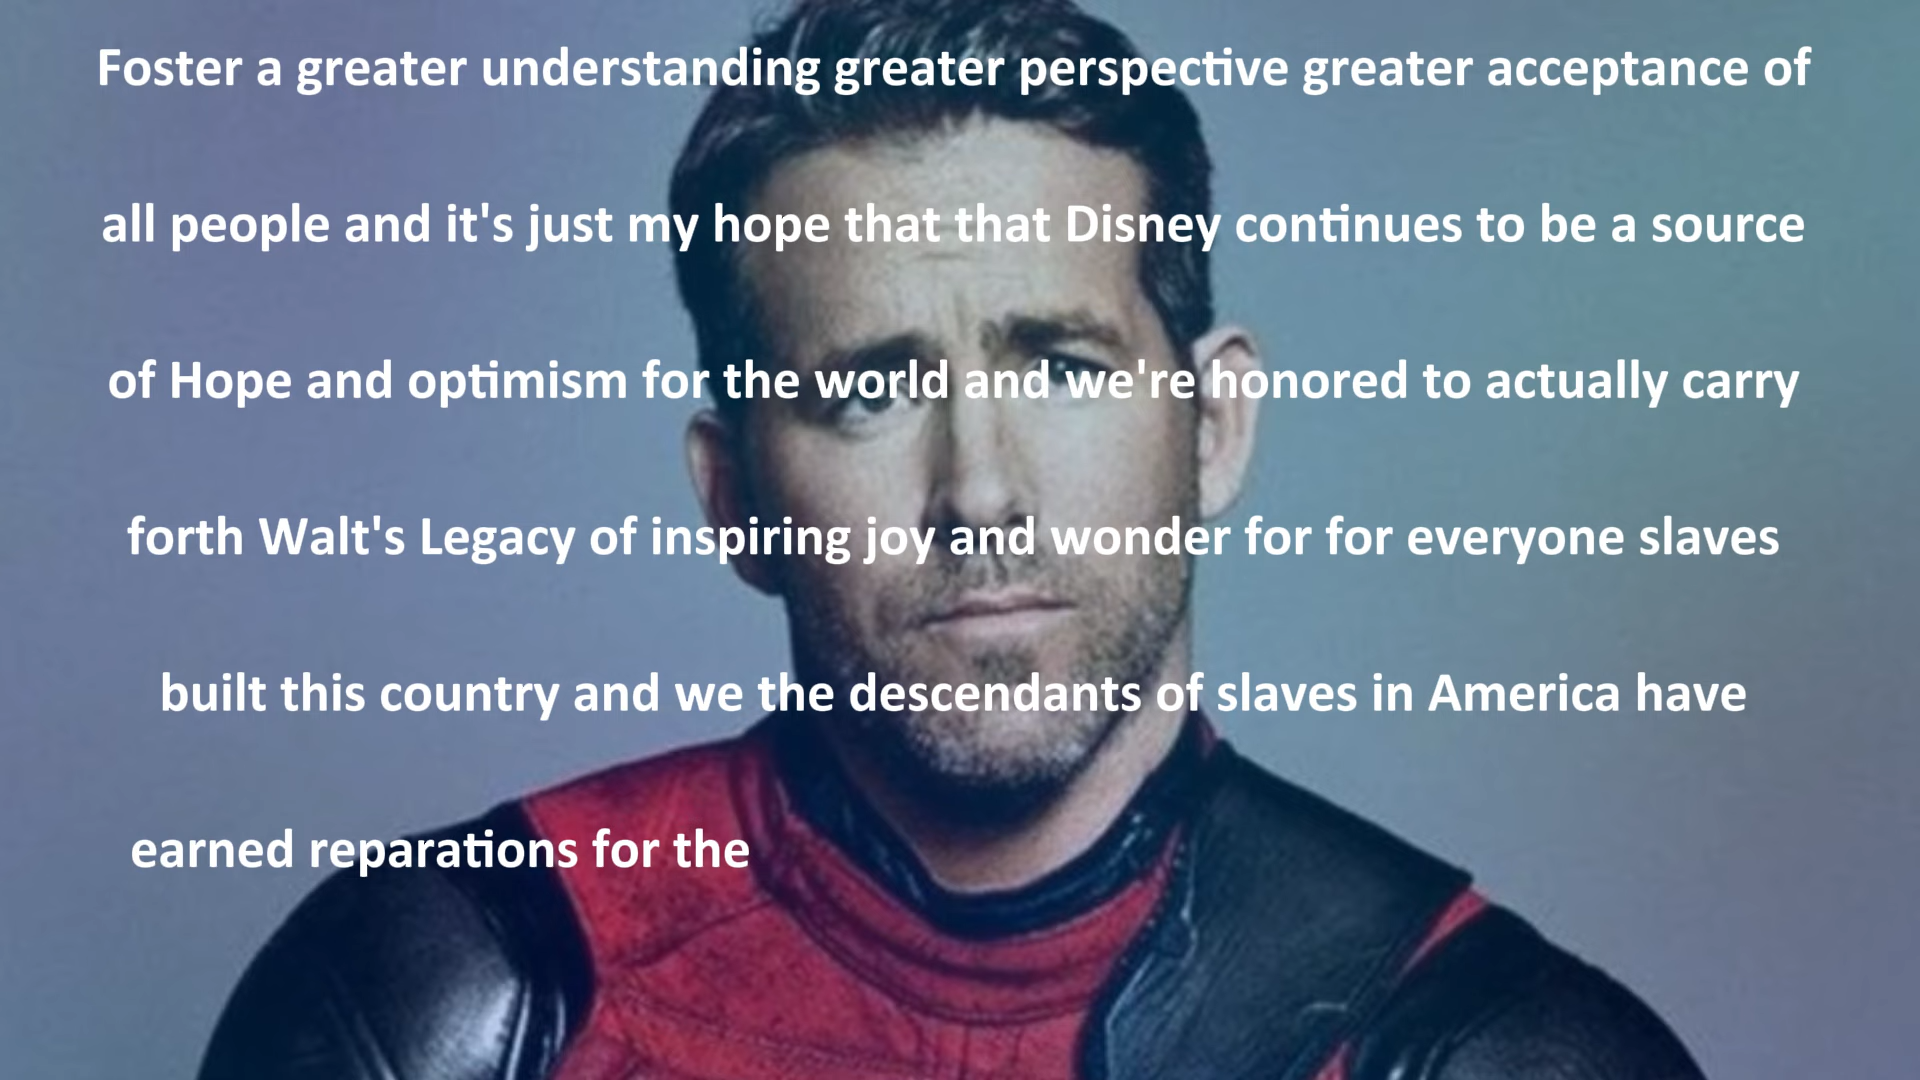 Foster a greater understanding greater perspective greater acceptance of
all people and it's just my hope that that Disney continues to be a source
of Hope and optimism for the world and we're honored to actually carry
forth Walt's Legacy of inspiring joy and wonder for for everyone slaves
built this country and we the descendants of slaves in America have
earned reparations for the